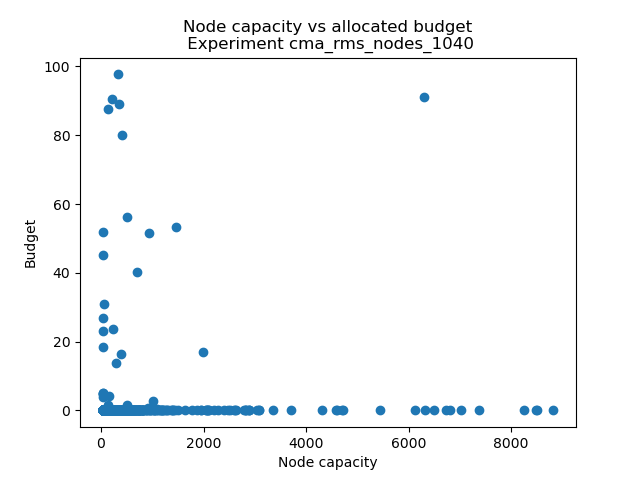 Node capacity vs allocated budget
Experiment cma_rms_nodes_1040
100
80
60
40
20
0
Budget
0
2000
4000
6000
8000
Node capacity